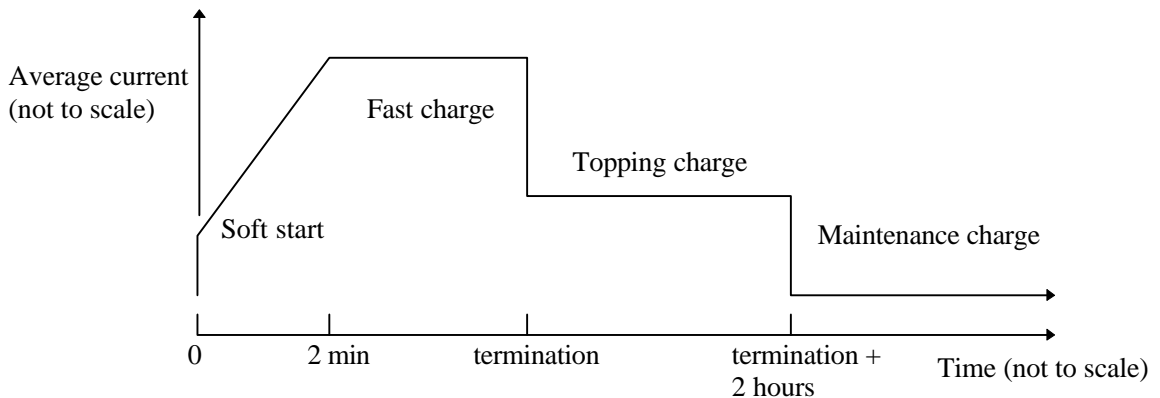 Average current
(not to scale)
Fast charge
Topping charge
Soft start
Maintenance charge
0
2 min
termination
termination +
2 hours
Time (not to scale)